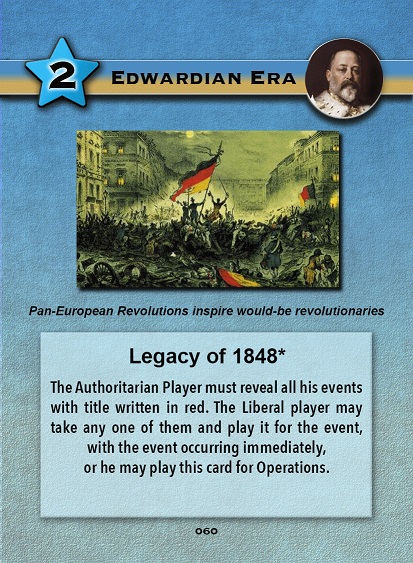 2
EDWARDIAN ERA
Pan-European Revolutions inspire would-be revolutionaries
Legacy of 1848*
The Authoritarian Player must reveal all his events
with title written in red. The Liberal player may
take any one of them and play it for the event,
with the event occurring immediately,
or he may play this card for Operations.
060